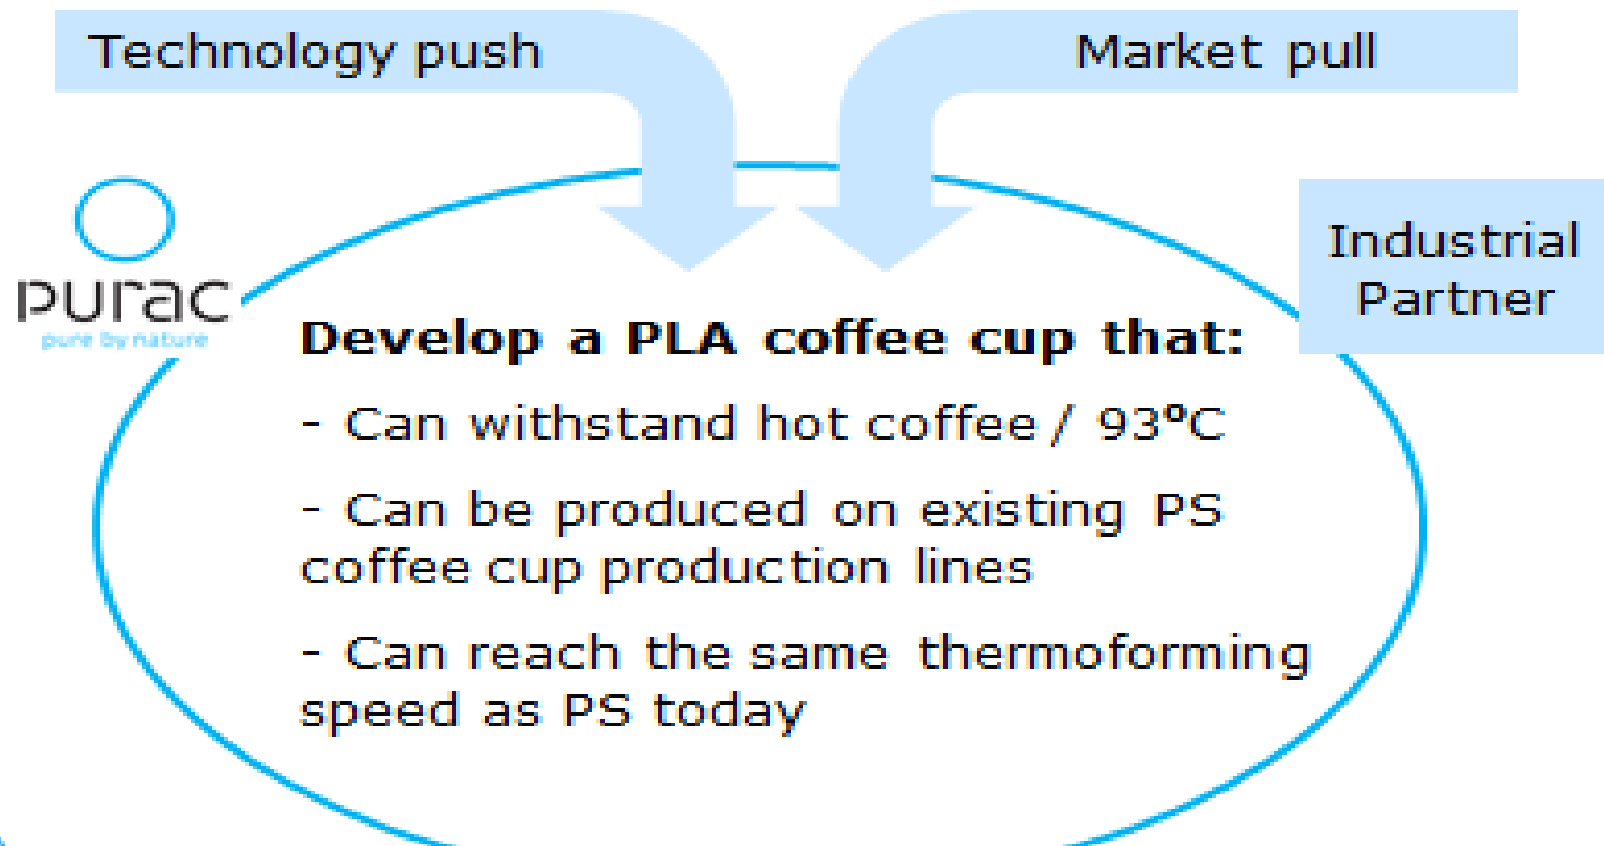 Technology push
Market pull
purac
pure by nature
Industrial
Partner
Develop a PLA coffee cup that:
- Can withstand hot coffee / 93°C
- Can be produced on existing PS
coffee cup production lines
- Can reach the same thermoforming
speed as PS today